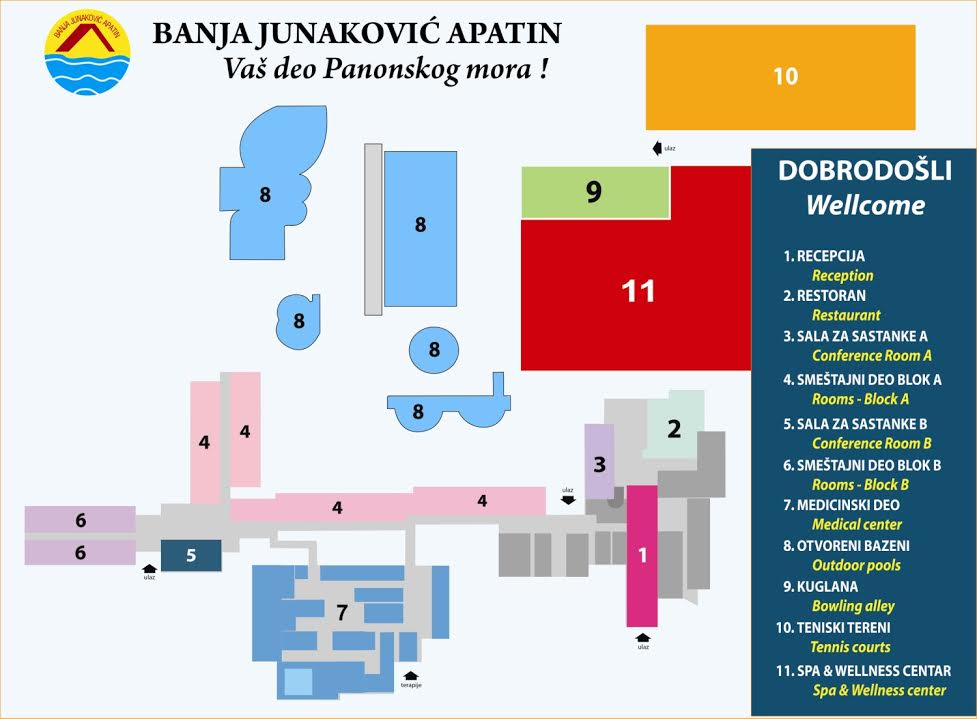 BANJA JUNAKOVIĆ APATIN
BANJA JUNAKOVIĆ APATIN
Vaš deo Panonskog mora !
10
ulaz
8
8
9
11
8
8
8
4
4
2
3
ulaz
4
4
6
6
5
1
ulaz
7
ulaz
terapije
DOBRODOŠLI
Wellcome
1. RECEPCIJA
Reception
2. RESTORAN
Restaurant
3. SALA ZA SASTANKE A
Conference Room A
4. SMEŠTAJNI DEO BLOK A
Rooms - Block A
5. SALA ZA SASTANKE B
Conference Room B
6. SMEŠTAJNI DEO BLOK B
Rooms - Block B
7. MEDICINSKI DEO
Medical center
8. OTVORENI BAZENI
Outdoor pools
9. KUGLANA
Bowling alley
10. TENISKI TERENI
Tennis courts
11. SPA & WELLNESS CENTAR
Spa & Wellness center